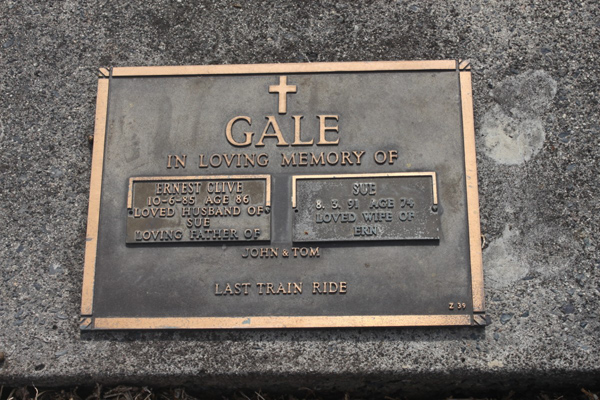 GALE
IN LOVING MEMORY OF
ERNEST CLIVE
10-6-85 AGE 86
LOVED HUSBAND OF
SUE
LOVING FATHER OF
SUE
8. 3. 91 AGE 74
LOVED WIFE OF
ERN
JOHN & TOM
LAST TRAIN RIDE
Z 39